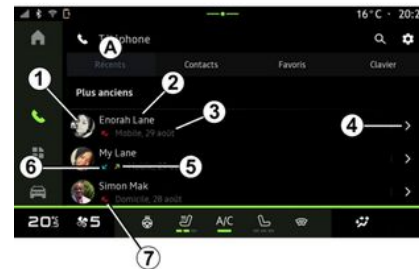 16°C • 20:2
A
Téléphone
Récents Contacts Favoris Clavier
Plus anciens
1 2 3 4
Enorah Lane
Mobile, 29 août
My Lane
6 5
Simon Mak
Domicile, 28 août
20 5 A/C
7